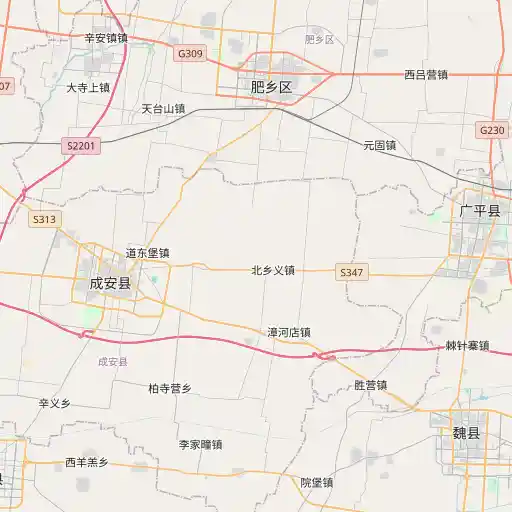 辛安镇镇
肥乡区
G309
西吕营镇
大寺上镇
肥乡区
07
天台山镇
G230
S2201
元固镇
广平县
S313
道东堡镇
北乡义镇
S347
成安县
漳河店镇
棘针寨镇
成安县
柏寺营乡
胜营镇
辛义乡
魏县
李家疃镇
西羊羔乡
县
院堡镇